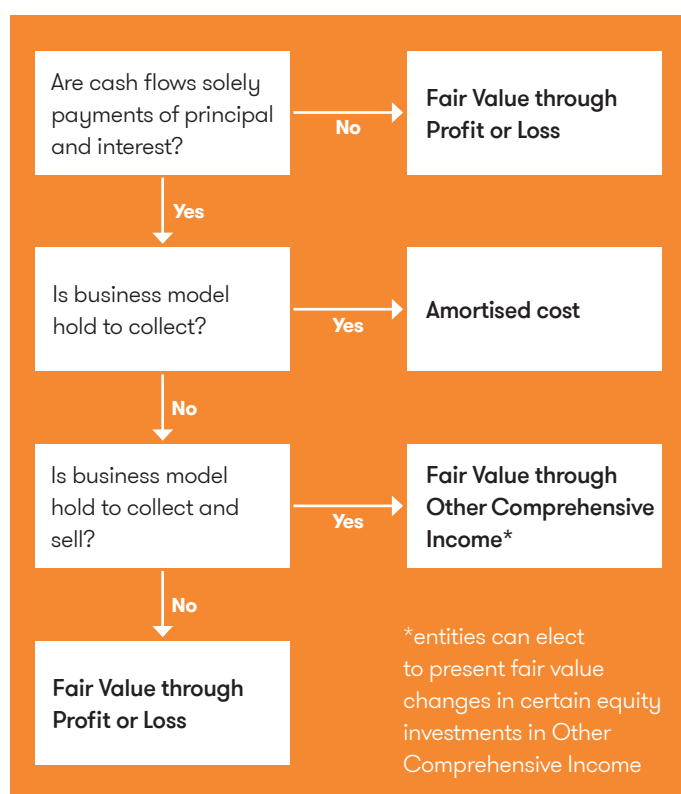 Are cash flows solely
payments of principal
and interest?
No
Fair Value through
Profit or Loss
Yes
Is business model
hold to collect?
Yes
Amortised cost
No
Is business model
hold to collect and
sell?
Yes
Fair Value through
Other Comprehensive
Income*
No
Fair Value through
Profit or Loss
*entities can elect
to present fair value
changes in certain equity
investments in Other
Comprehensive Income